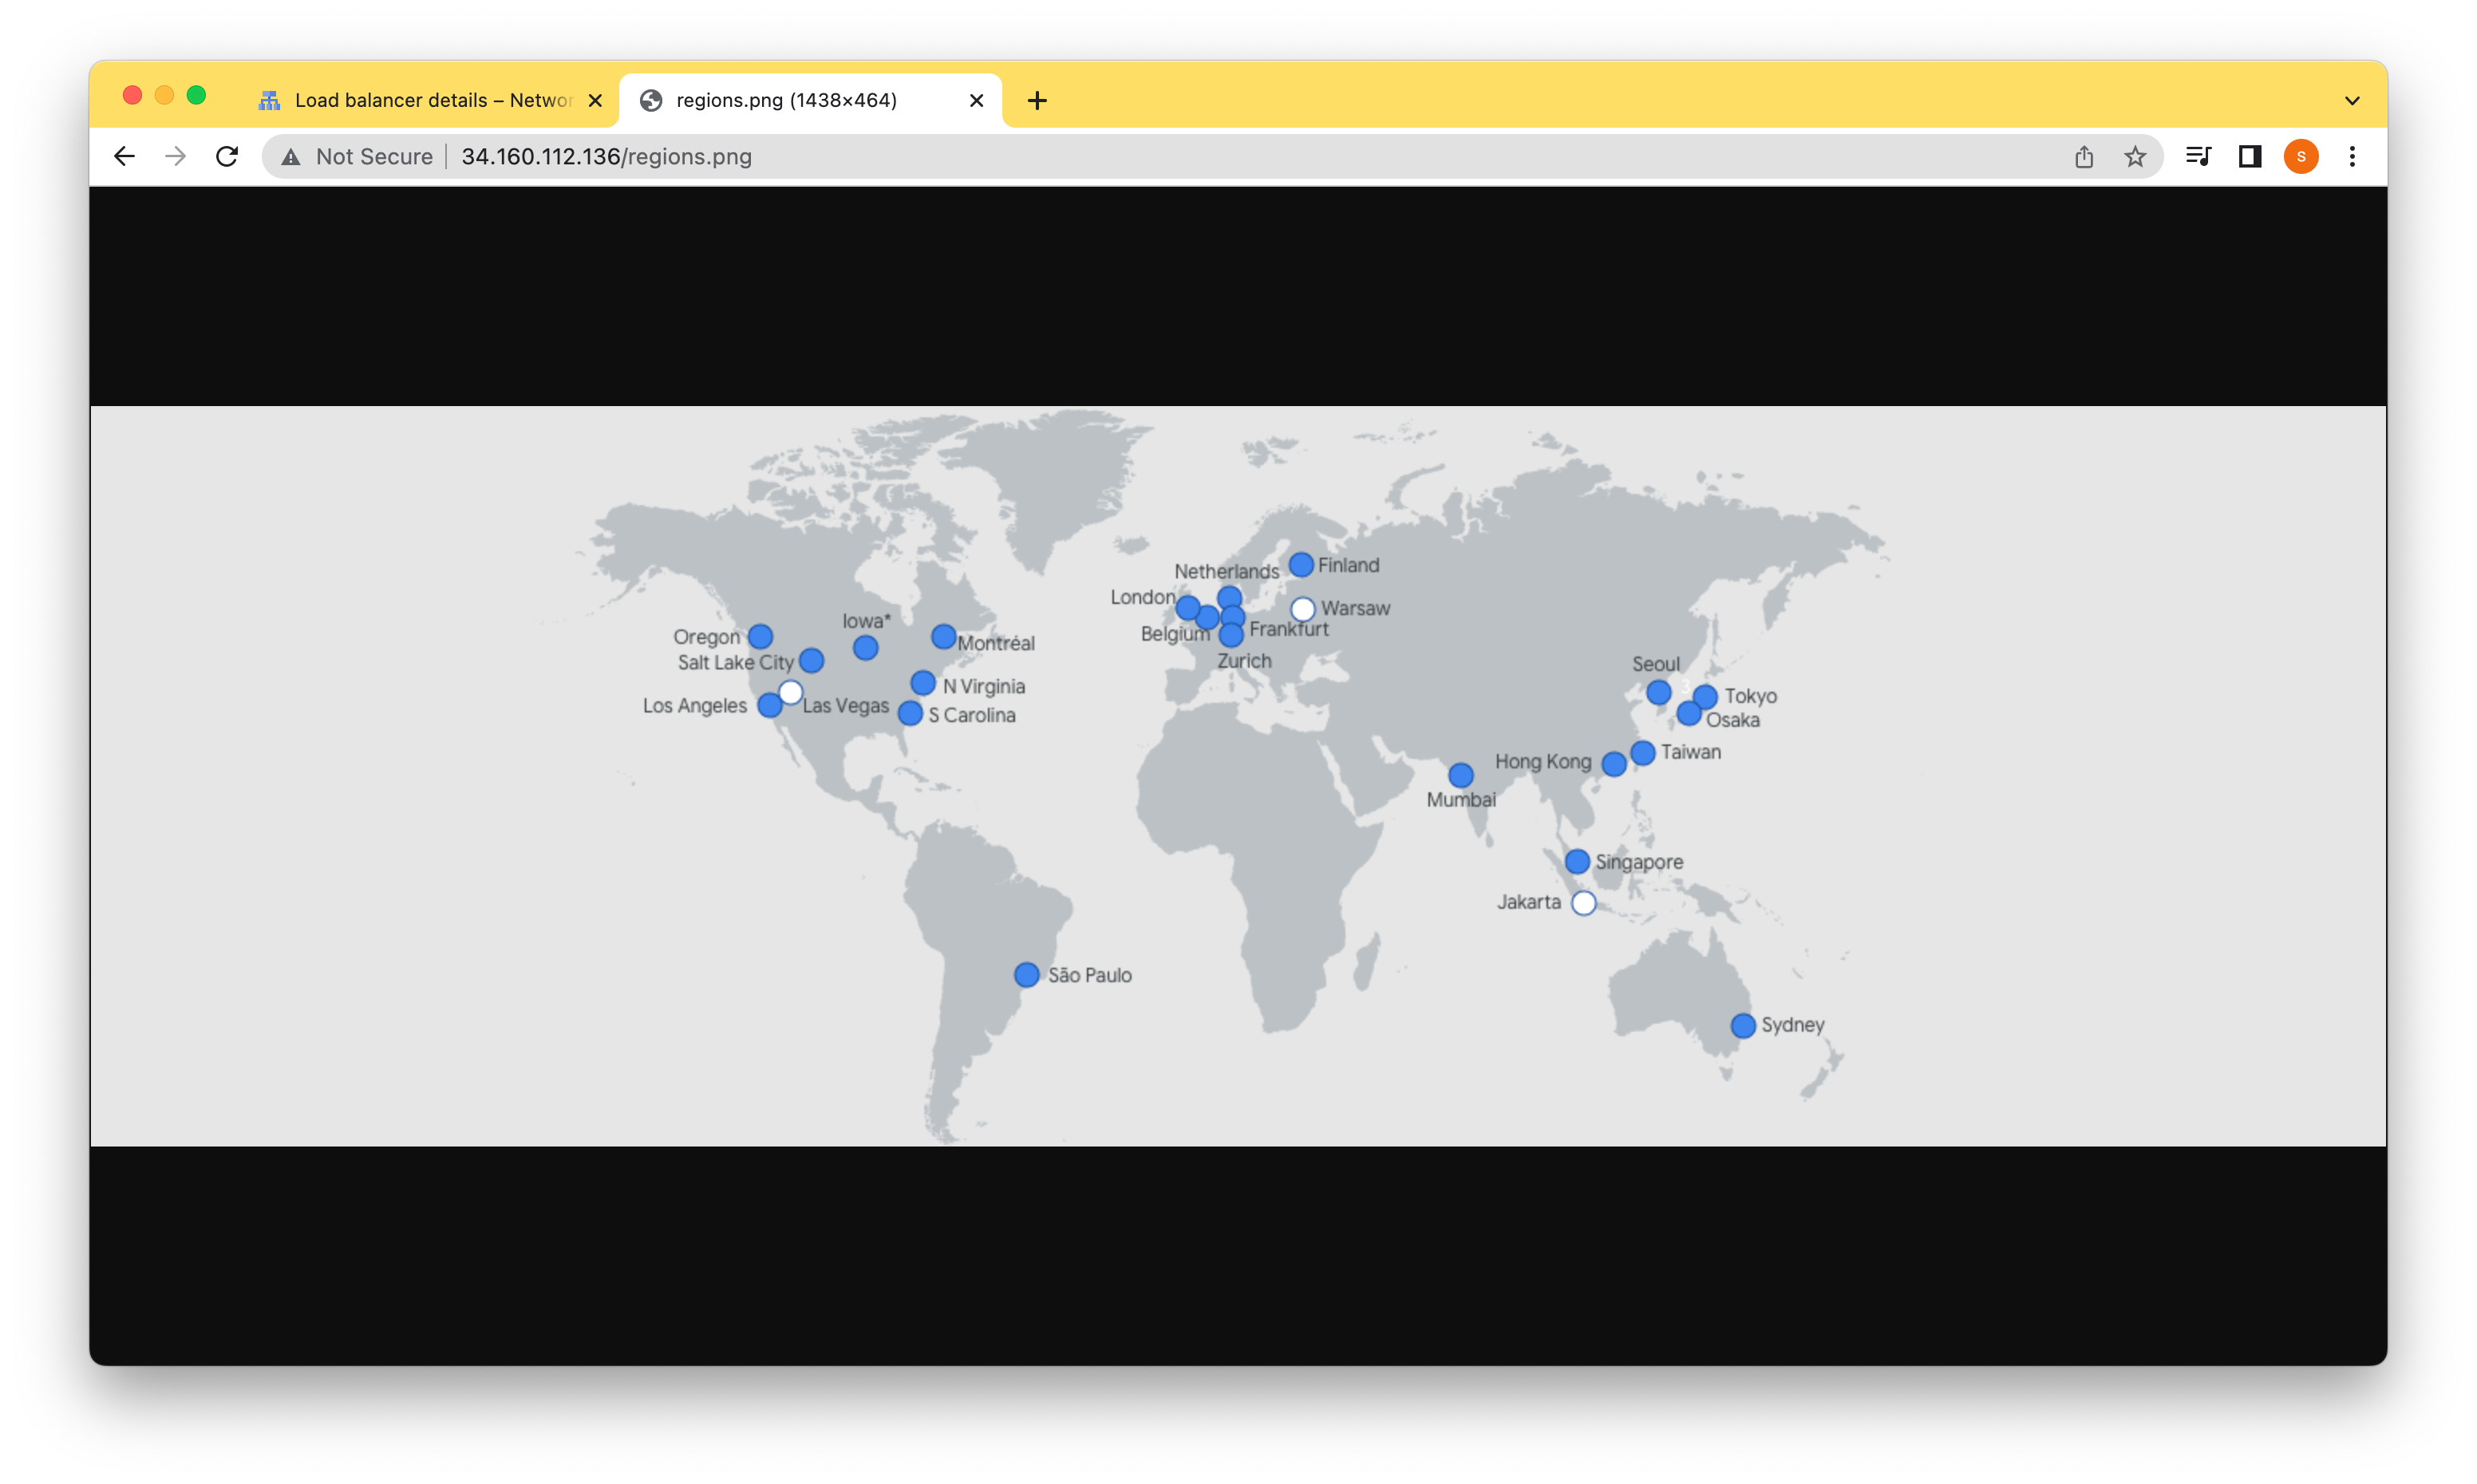 Load balancer details – Networ
regions.png (1438×464)
Not Secure
34.160.112.136/regions.png
S
Finland
Netherlands
London
Warsaw
Belgium
Frankfurt
Zurich
Iowa*
Oregon
Montréal
Salt Lake City
N Virginia
Los Angeles
Las Vegas
S Carolina
Seoul
3
Tokyo
Osaka
Taiwan
Hong Kong
Mumbai
Singapore
Jakarta
São Paulo
Sydney